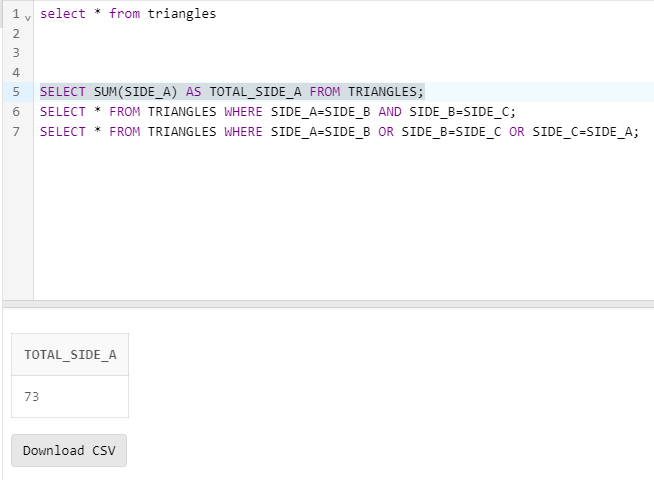 1 select * from triangles
2
3
4
5 SELECT SUM(SIDE_A) AS TOTAL_SIDE_A FROM TRIANGLES;
6 SELECT * FROM TRIANGLES WHERE SIDE_A=SIDE_B AND SIDE_B=SIDE_C;
7 SELECT * FROM TRIANGLES WHERE SIDE_A=SIDE_B OR SIDE_B=SIDE_C OR SIDE_C=SIDE_A;
TOTAL_SIDE_A
73
Download CSV